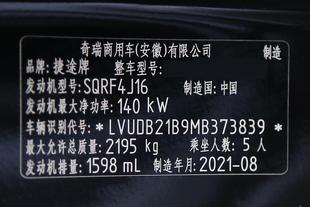 奇瑞商用车(安徽)有限公司 制造
品牌: 捷途牌 整车型号:
发动机型号: SQRF4J16 制造国: 中国
发动机最大净功率: 140 kW
车辆识别代号: *LVUDB21B9MB373839*
最大允许总质量: 2195 kg 乘坐人数: 5 人
发动机排量: 1598 mL 制造年月: 2021-08